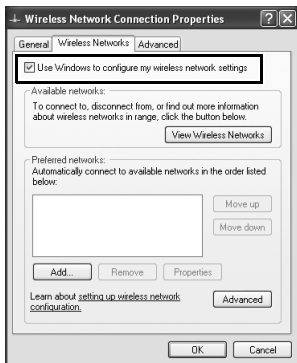 Wireless Network Connection Properties
General Wireless Networks Advanced
Use Windows to configure my wireless network settings
Available networks:
To connect to, disconnect from, or find out more information
about wireless networks in range, click the button below.
View Wireless Networks
Preferred networks:
Automatically connect to available networks in the order listed
below:
Move up
Move down
Add... Remove Properties
Learn about setting up wireless network
configuration.
Advanced
OK Cancel